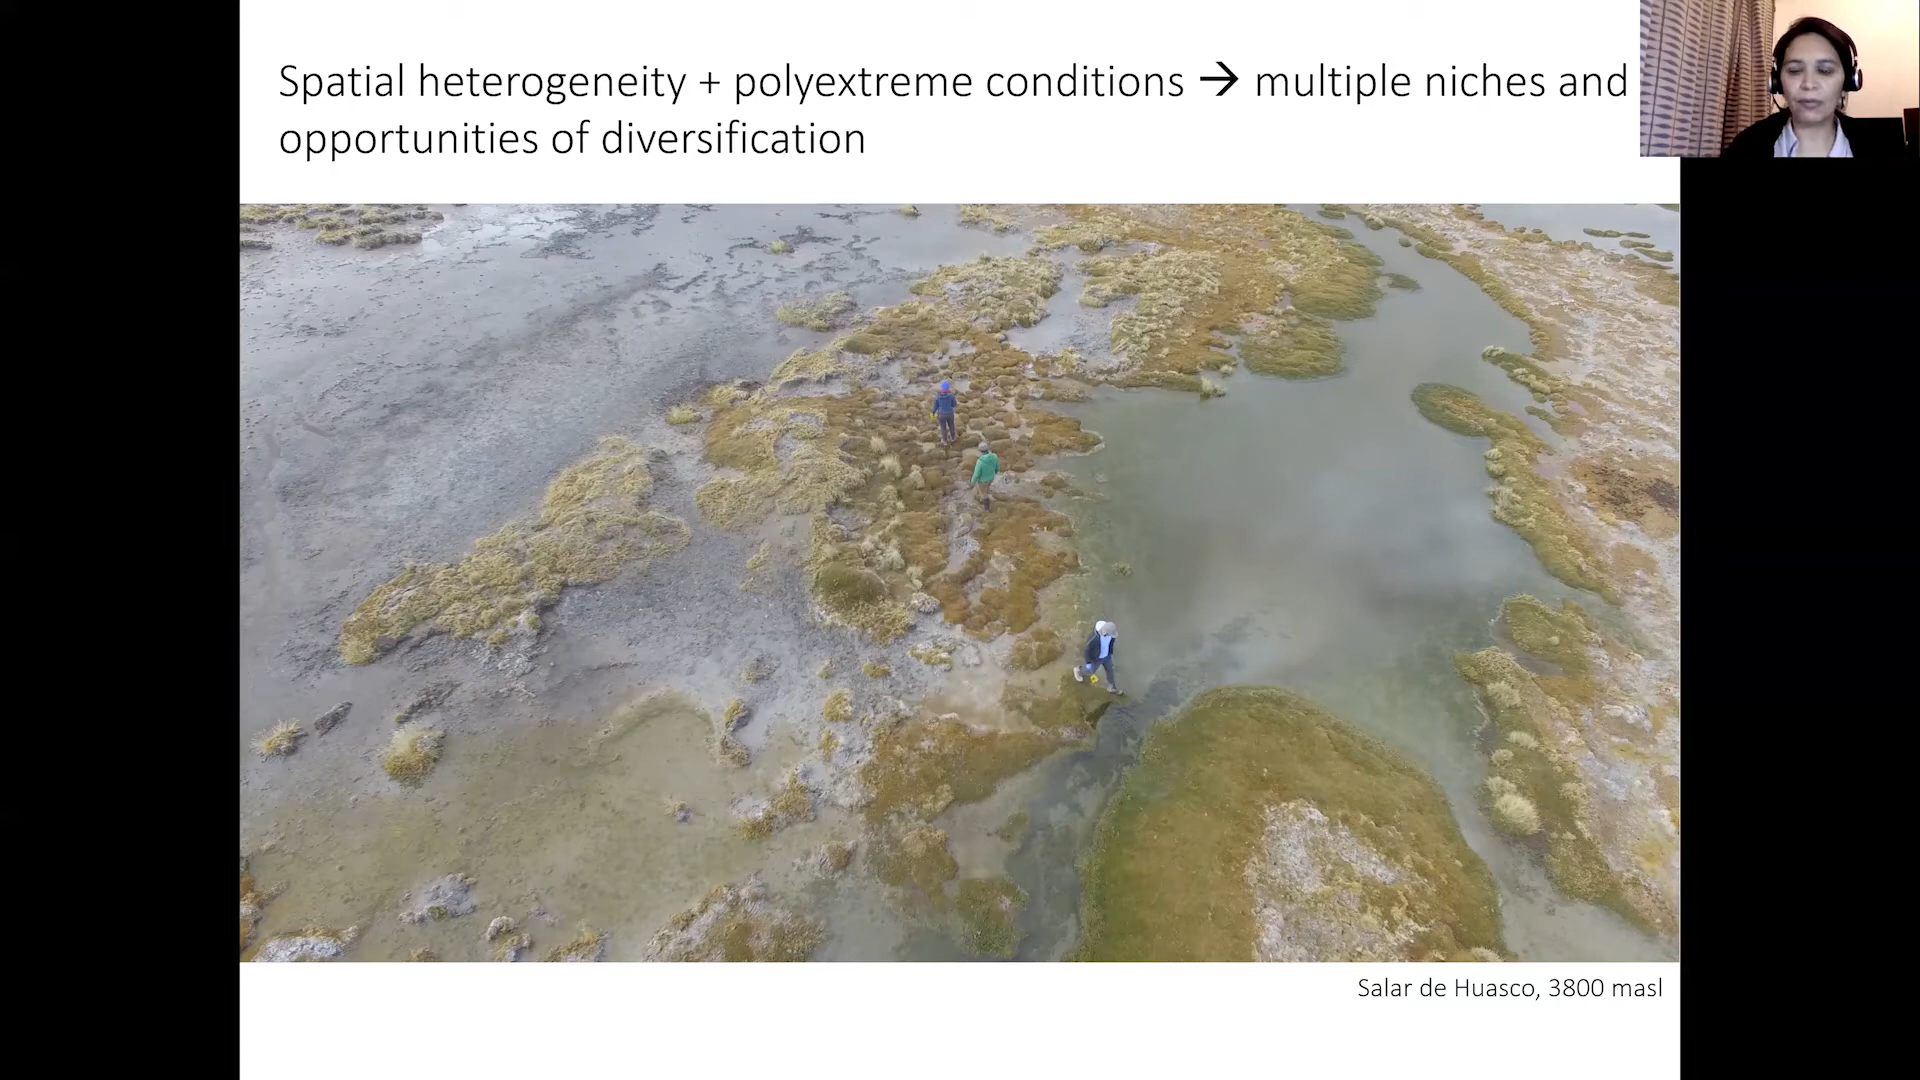 Spatial heterogeneity + polyextreme conditions → multiple niches and
opportunities of diversification
Salar de Huasco, 3800 masl